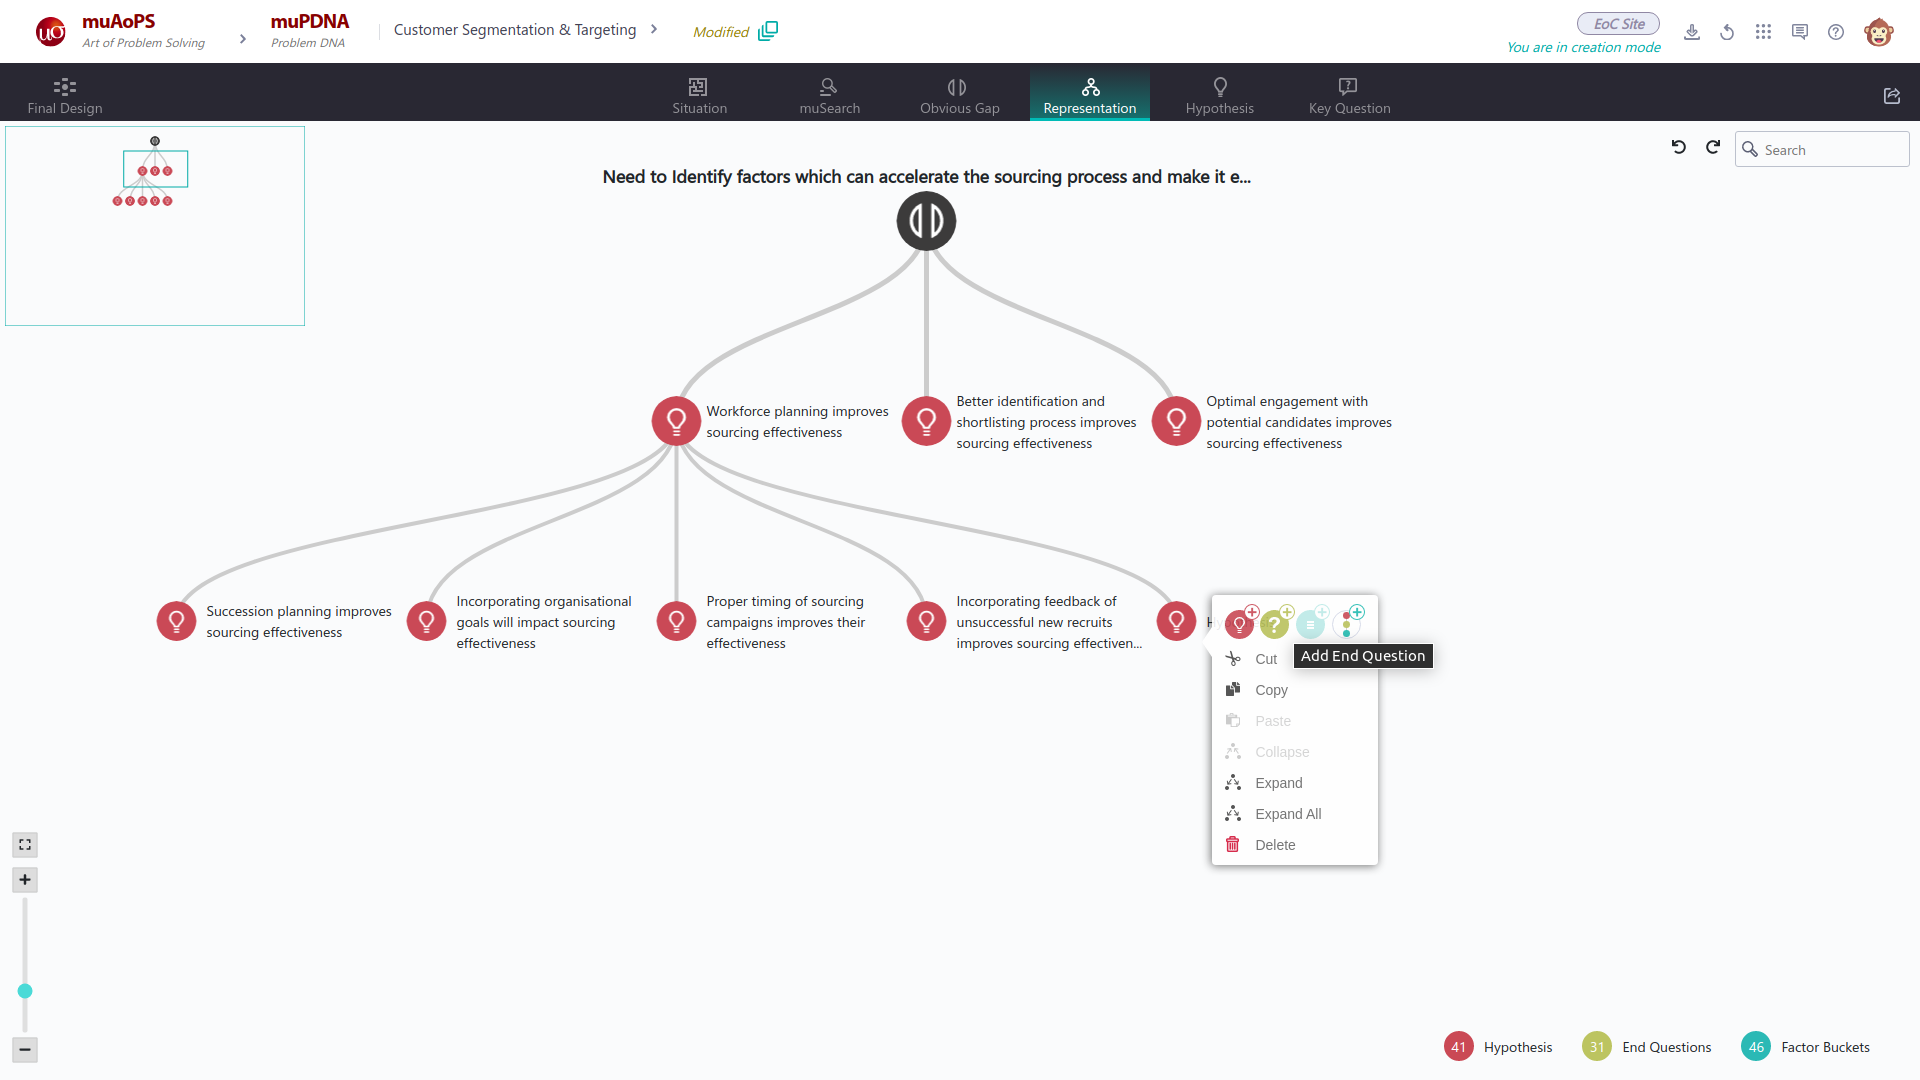 muAoPS
Art of Problem Solving
muPDNA
Problem DNA
Customer Segmentation & Targeting
Modified
EoC Site
You are in creation mode
Final Design
Situation
muSearch
Obvious Gap
Representation
Hypothesis
Key Question
Search
Need to Identify factors which can accelerate the sourcing process and make it e...
Workforce planning improves
sourcing effectiveness
Better identification and
shortlisting process improves
sourcing effectiveness
Optimal engagement with
potential candidates improves
sourcing effectiveness
Succession planning improves
sourcing effectiveness
Incorporating organisational
goals will impact sourcing
effectiveness
Proper timing of sourcing
campaigns improves their
effectiveness
Incorporating feedback of
unsuccessful new recruits
improves sourcing effectiven...
Add End Question
Cut
Copy
Paste
Collapse
Expand
Expand All
Delete
41 Hypothesis
31 End Questions
46 Factor Buckets